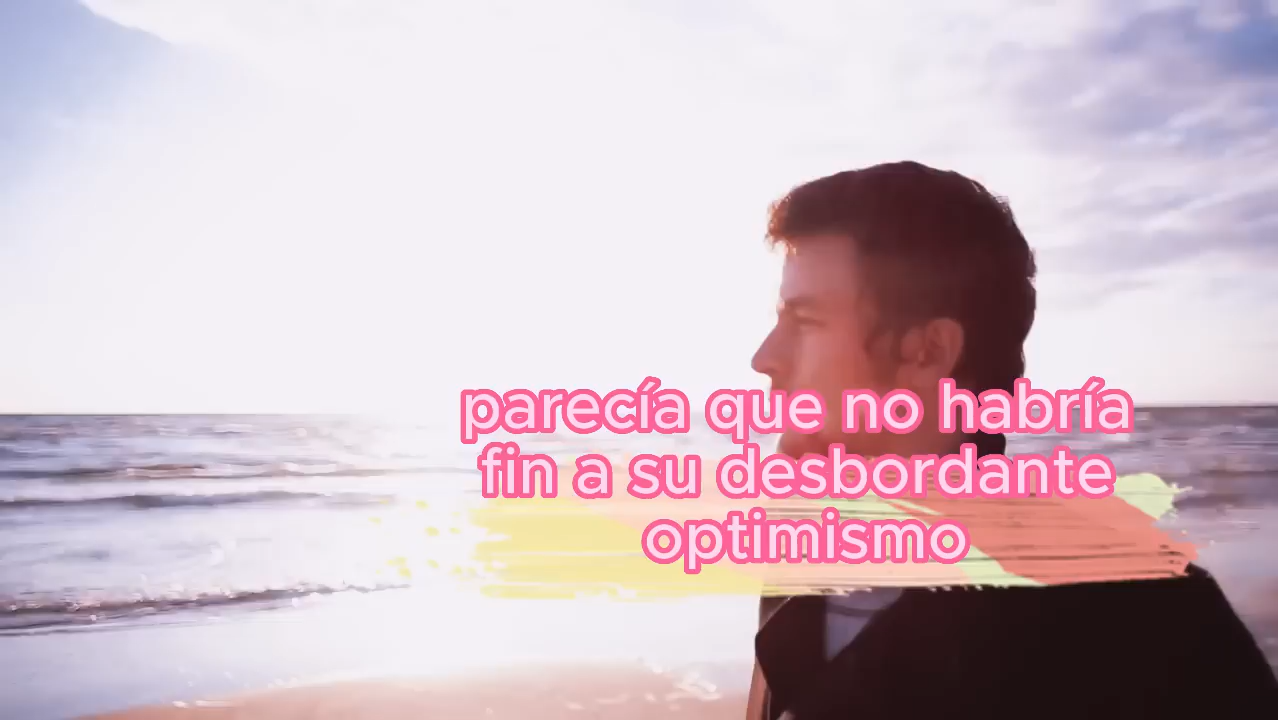 parecía que no habría
fin a su desbordante
optimismo